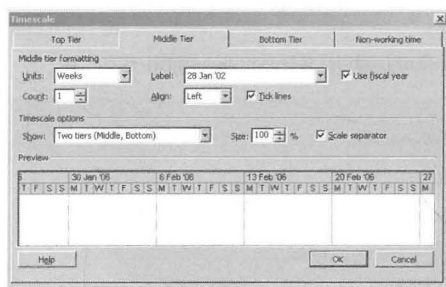 Timescale
Top Tier Middle Tier Bottom Tier Non-working time
Middle tier formatting
Units: Weeks Label: 28 Jan '02 Use fiscal year
Count: 1 Align: Left Tick lines
Timescale options
Show: Two tiers (Middle, Bottom) Size: 100 % Scale separator
Preview
30 Jan '06 6 Feb '06 13 Feb '06 20 Feb '06 27
T F S S M T W T F S S M T W T F S S M T W T F S S M T W T F S S M
Help OK Cancel